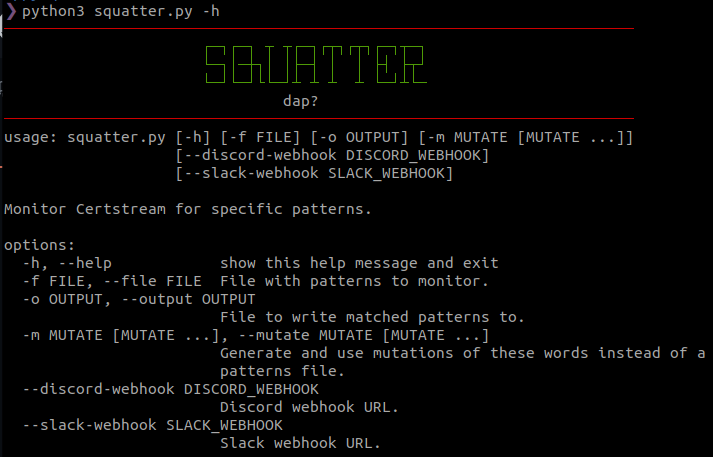 ❯ python3 squatter.py -h
SQUATTER
dap?
usage: squatter.py [-h] [-f FILE] [-o OUTPUT] [-m MUTATE [MUTATE ...]]
[--discord-webhook DISCORD_WEBHOOK]
[--slack-webhook SLACK_WEBHOOK]
Monitor Certstream for specific patterns.
options:
-h, --help show this help message and exit
-f FILE, --file FILE File with patterns to monitor.
-o OUTPUT, --output OUTPUT
File to write matched patterns to.
-m MUTATE [MUTATE ...], --mutate MUTATE [MUTATE ...]
Generate and use mutations of these words instead of a
patterns file.
--discord-webhook DISCORD_WEBHOOK
Discord webhook URL.
--slack-webhook SLACK_WEBHOOK
Slack webhook URL.